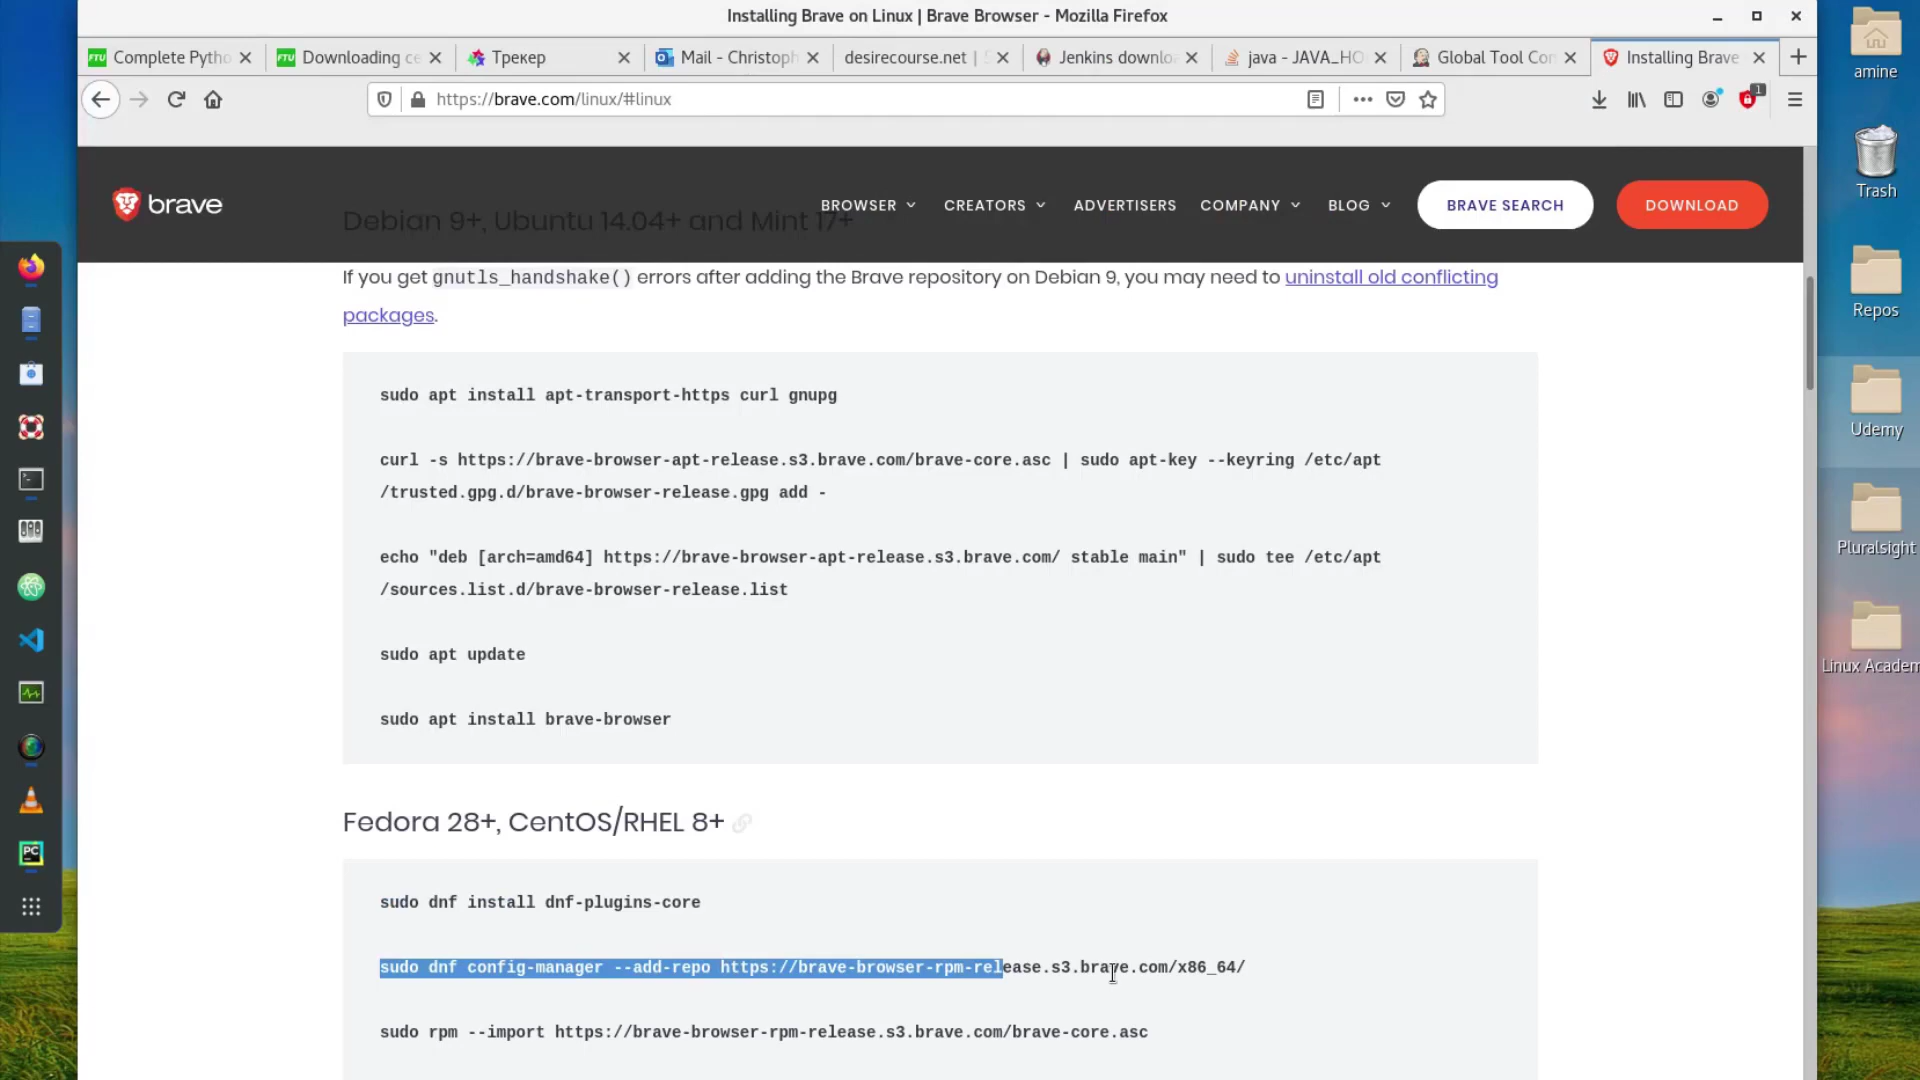 Installing Brave on Linux | Brave Browser - Mozilla Firefox
FTU Complete Pytho
FTU Downloading ce
Трекер
Mail - Christoph
desirecourse.net |
Jenkins downlo
java - JAVA_HO
Global Tool Con
Installing Brave
https://brave.com/linux/#linux
1
brave
BROWSER
CREATORS
ADVERTISERS
COMPANY
BLOG
BRAVE SEARCH
DOWNLOAD
Debian 9+, Ubuntu 14.04+ and Mint 17+
If you get gnutls_handshake() errors after adding the Brave repository on Debian 9, you may need to uninstall old conflicting
packages.
sudo apt install apt-transport-https curl gnupg
curl -s https://brave-browser-apt-release.s3.brave.com/brave-core.asc | sudo apt-key --keyring /etc/apt
/trusted.gpg.d/brave-browser-release.gpg add -
echo "deb [arch=amd64] https://brave-browser-apt-release.s3.brave.com/ stable main" | sudo tee /etc/apt
/sources.list.d/brave-browser-release.list
sudo apt update
sudo apt install brave-browser
Fedora 28+, CentOS/RHEL 8+
sudo dnf install dnf-plugins-core
sudo dnf config-manager --add-repo https://brave-browser-rpm-release.s3.brave.com/x86_64/
sudo rpm --import https://brave-browser-rpm-release.s3.brave.com/brave-core.asc
amine
Trash
Repos
Udemy
Pluralsight
Linux Academ
PC